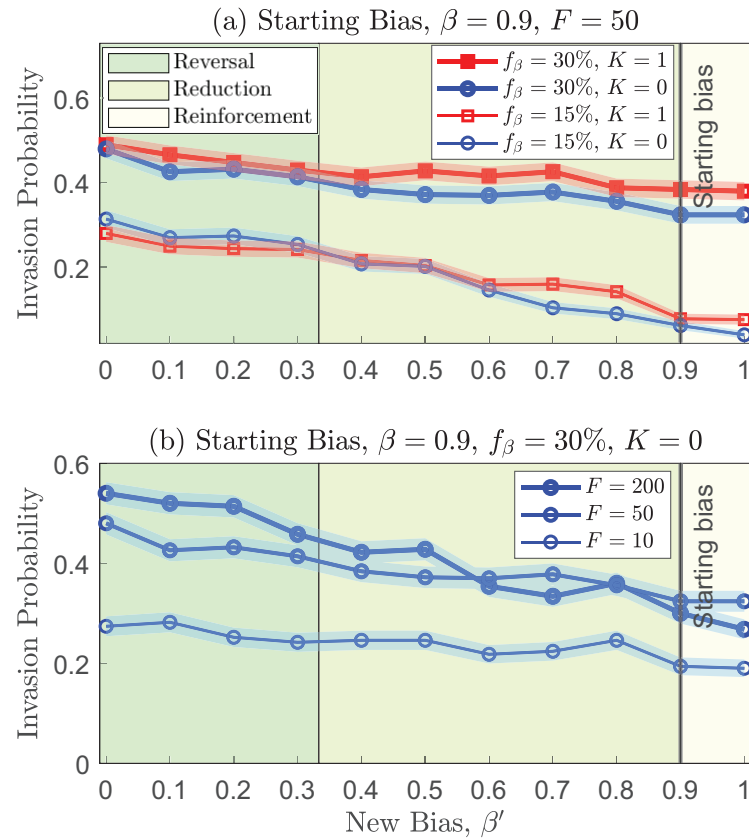 (a) Starting Bias, β = 0.9, F = 50
Reversal
Reduction
Reinforcement
f_β = 30%, K = 1
f_β = 30%, K = 0
f_β = 15%, K = 1
f_β = 15%, K = 0
Starting bias
Invasion Probability
0.6
0.4
0.2
0 0.1 0.2 0.3 0.4 0.5 0.6 0.7 0.8 0.9 1
(b) Starting Bias, β = 0.9, f_β = 30%, K = 0
F = 200
F = 50
F = 10
Starting bias
Invasion Probability
0.6
0.4
0.2
0
0 0.1 0.2 0.3 0.4 0.5 0.6 0.7 0.8 0.9 1
New Bias, β′